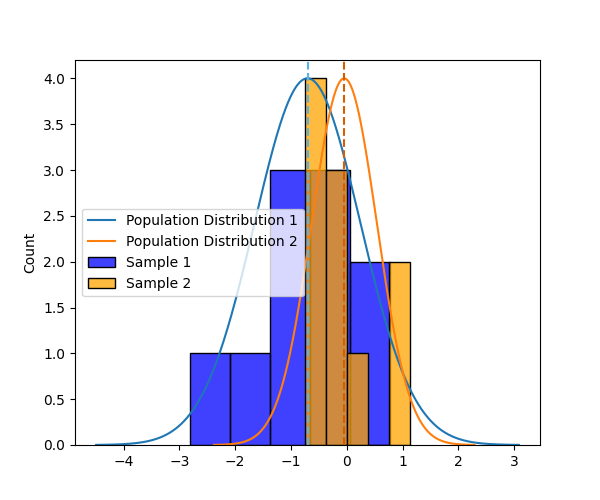 4.0
3.5
3.0
2.5
2.0
1.5
1.0
0.5
0.0
Count
Population Distribution 1
Population Distribution 2
Sample 1
Sample 2
−4 −3 −2 −1 0 1 2 3